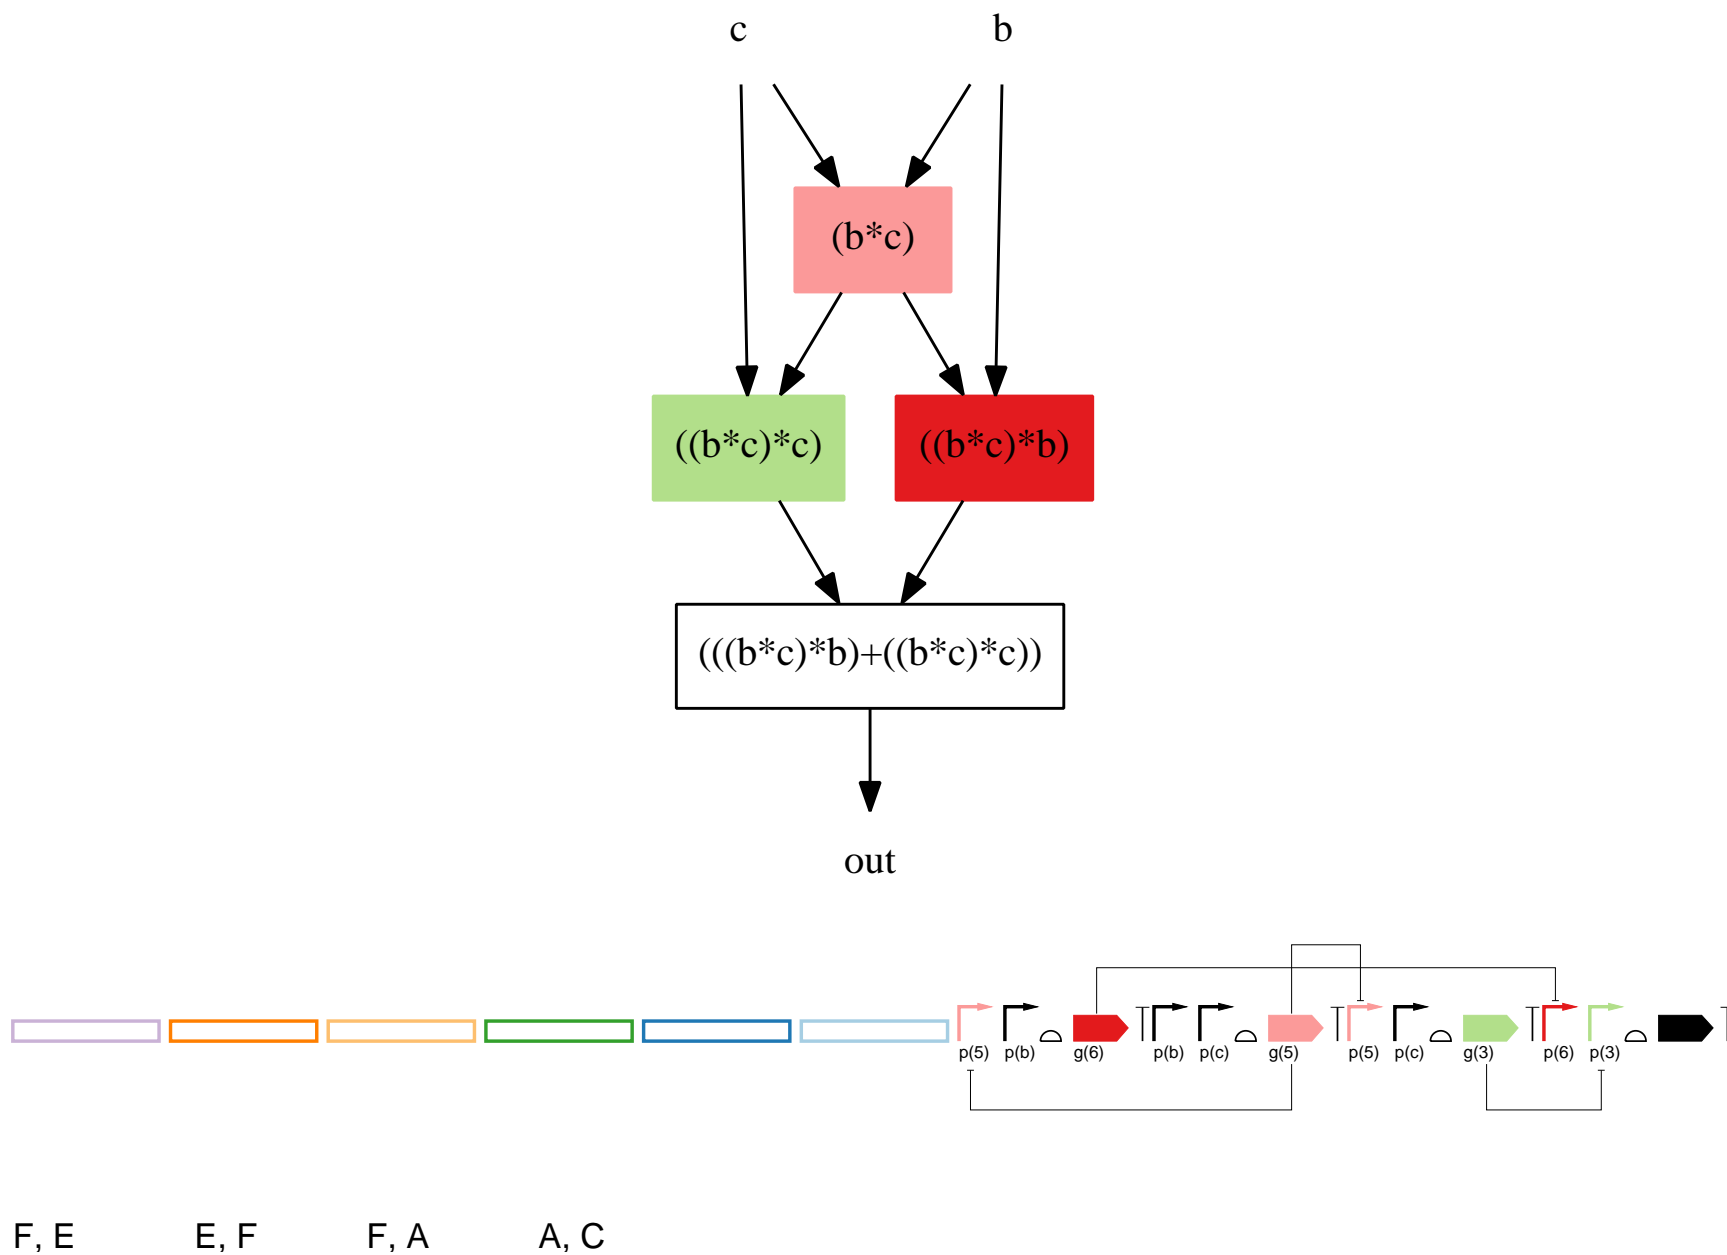 c b
(b*c)
((b*c)*c) ((b*c)*b)
(((b*c)*b)+((b*c)*c))
out
p(5) p(b) g(6) p(b) p(c) g(5) p(5) p(c) g(3) p(6) p(3)
F, E E, F F, A A, C